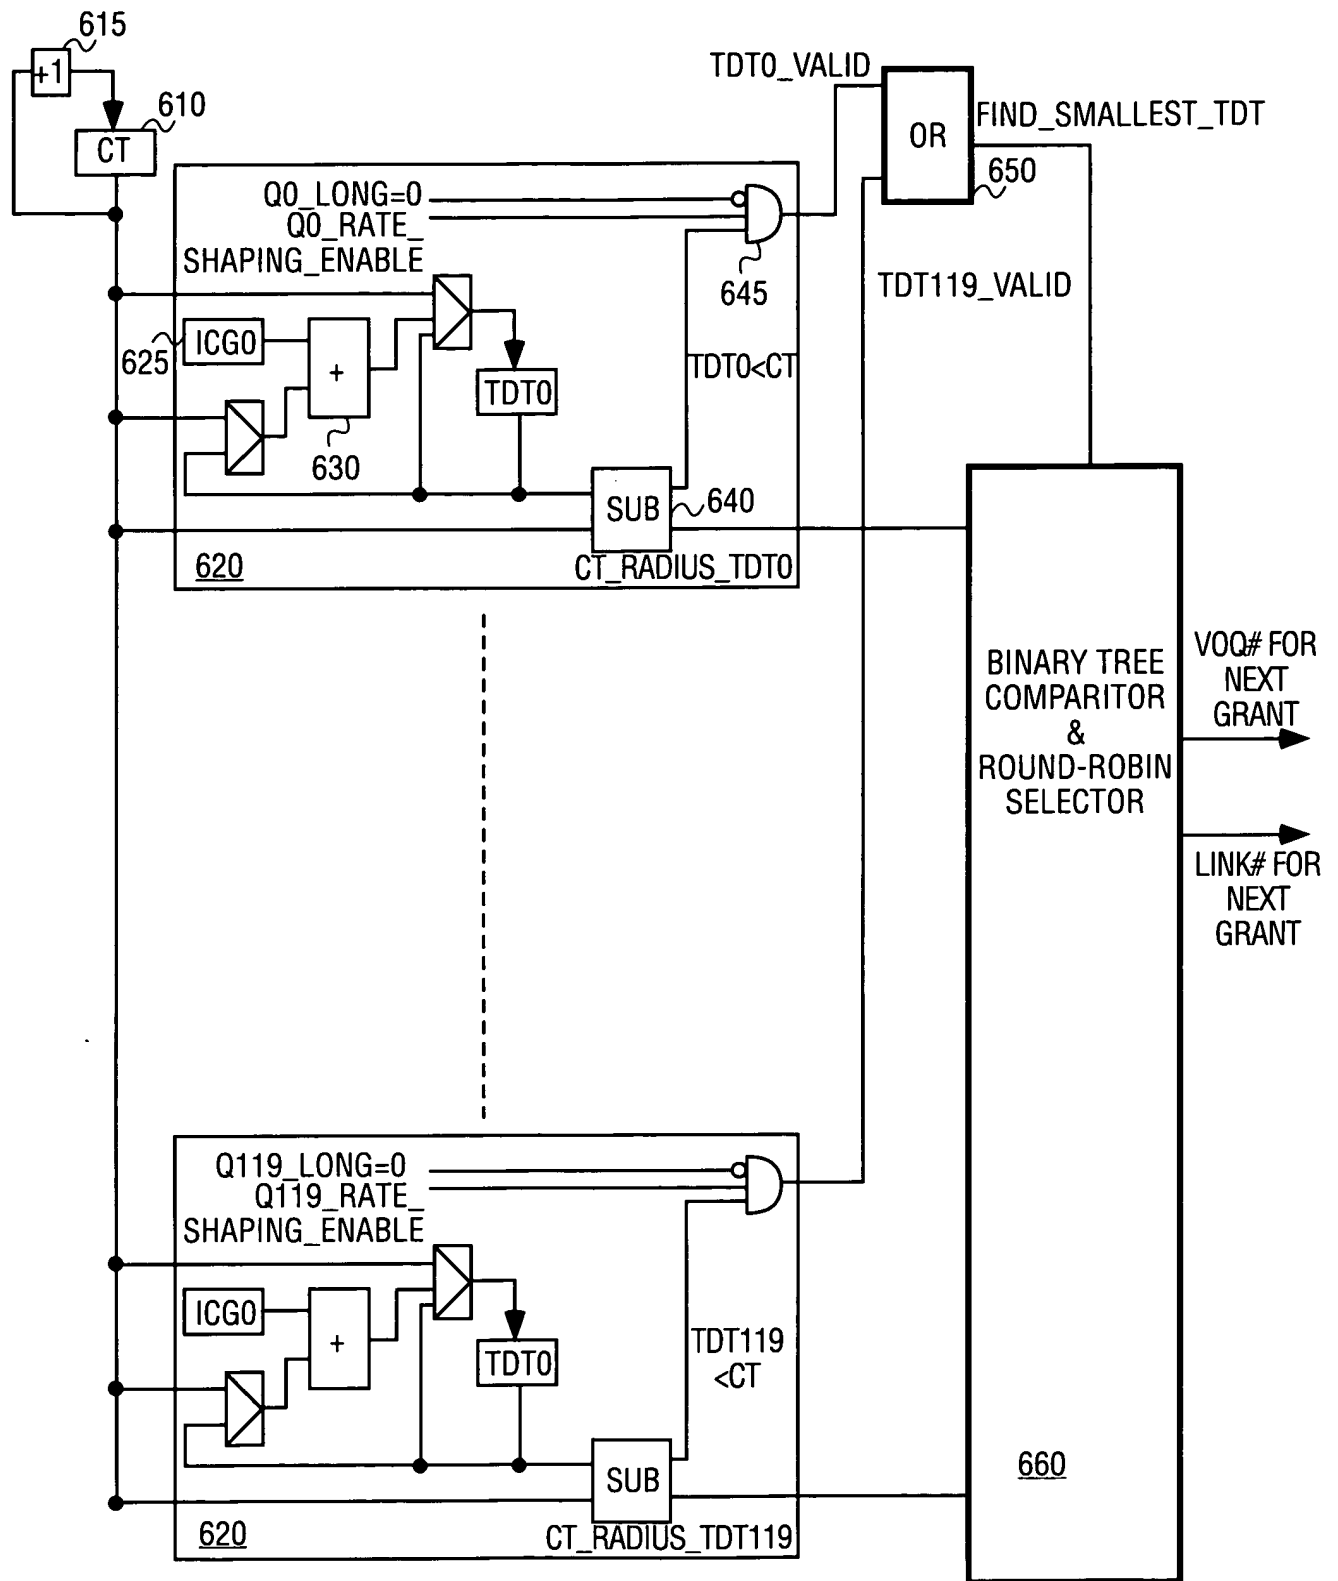 615
+1
610
CT
TDT0_VALID
OR
FIND_SMALLEST_TDT
650
Q0_LONG=0
Q0_RATE_
SHAPING_ENABLE
645
TDT119_VALID
625
ICG0
+
630
TDT0
TDT0<CT
SUB
640
620
CT_RADIUS_TDT0
BINARY TREE
COMPARITOR
&
ROUND-ROBIN
SELECTOR
VOQ# FOR
NEXT
GRANT
LINK# FOR
NEXT
GRANT
Q119_LONG=0
Q119_RATE_
SHAPING_ENABLE
ICG0
+
TDT0
TDT119
<CT
SUB
620
CT_RADIUS_TDT119
660